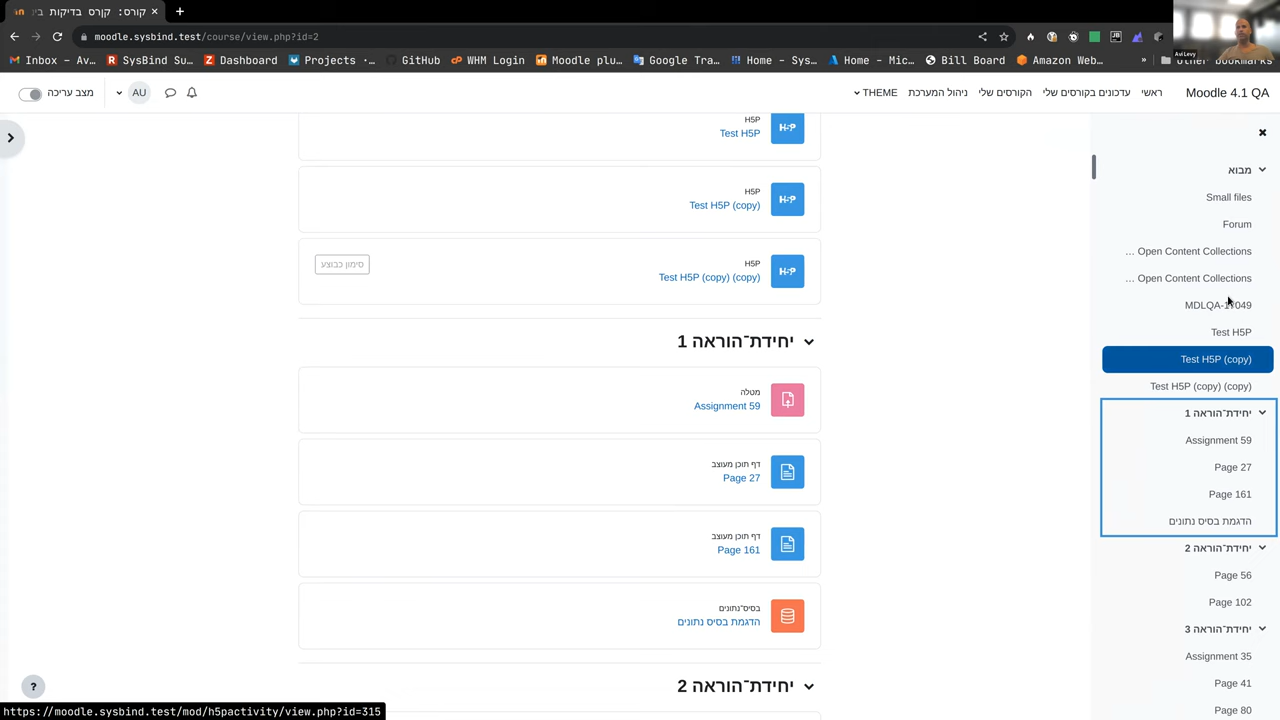 קורס: קורס בדיקות בינ
moodle.sysbind.test/course/view.php?id=2
Inbox – Av...
SysBind Su...
Dashboard
Projects ·...
GitHub
WHM Login
Moodle plu...
Google Tra...
Home - Sys...
Home – Mic...
Bill Board
Amazon Web...
»
Other bookmarks
Avi Levy
Moodle 4.1 QA
ראשי
עדכונים בקורסים שלי
הקורסים שלי
ניהול המערכת
THEME
AU
מצב עריכה
H5P
Test H5P
H5P
Test H5P (copy)
H5P
Test H5P (copy) (copy)
סימון כבוצע
יחידת־הוראה 1
מטלה
Assignment 59
דף תוכן מעוצב
Page 27
דף תוכן מעוצב
Page 161
בסיס־נתונים
הדגמת בסיס נתונים
יחידת־הוראה 2
מבוא
Small files
Forum
Open Content Collections ...
Open Content Collections ...
Test H5P
Test H5P (copy)
Test H5P (copy) (copy)
יחידת־הוראה 1
Assignment 59
Page 27
Page 161
הדגמת בסיס נתונים
יחידת־הוראה 2
Page 56
Page 102
יחידת־הוראה 3
Assignment 35
Page 41
Page 80
?
https://moodle.sysbind.test/mod/h5pactivity/view.php?id=315